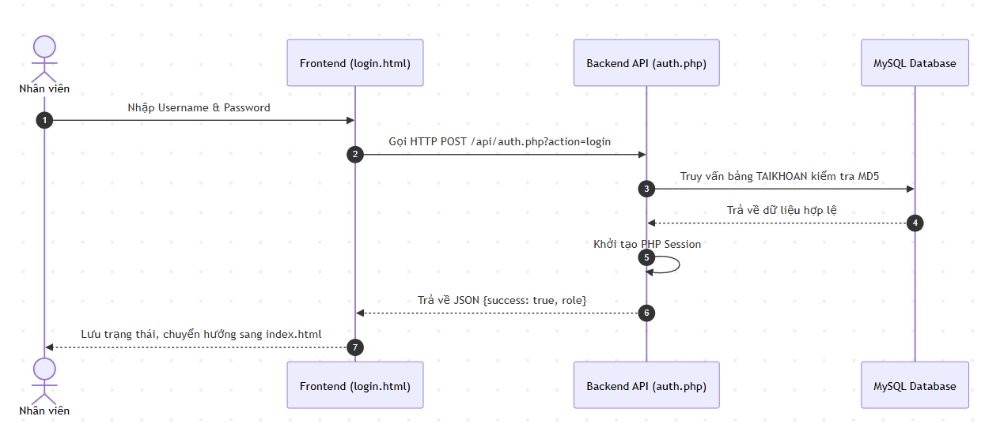 Nhân viên
Frontend (login.html)
Backend API (auth.php)
MySQL Database
Nhập Username & Password
1
Gọi HTTP POST /api/auth.php?action=login
2
Truy vấn bảng TAIKHOAN kiểm tra MD5
3
Trả về dữ liệu hợp lệ
4
Khởi tạo PHP Session
5
Trả về JSON {success: true, role}
6
Lưu trạng thái, chuyển hướng sang index.html
7
Nhân viên
Frontend (login.html)
Backend API (auth.php)
MySQL Database